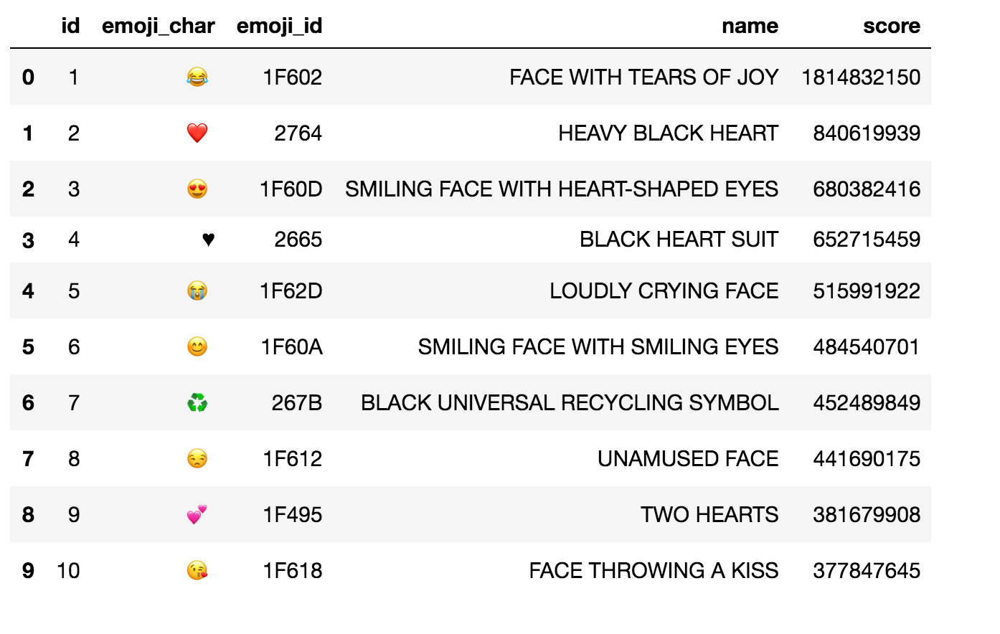 id emoji_char emoji_id name score
0 1 😂 1F602 FACE WITH TEARS OF JOY 1814832150
1 2 ❤️ 2764 HEAVY BLACK HEART 840619939
2 3 😍 1F60D SMILING FACE WITH HEART-SHAPED EYES 680382416
3 4 ♥ 2665 BLACK HEART SUIT 652715459
4 5 😭 1F62D LOUDLY CRYING FACE 515991922
5 6 😊 1F60A SMILING FACE WITH SMILING EYES 484540701
6 7 ♻️ 267B BLACK UNIVERSAL RECYCLING SYMBOL 452489849
7 8 😒 1F612 UNAMUSED FACE 441690175
8 9 💕 1F495 TWO HEARTS 381679908
9 10 😘 1F618 FACE THROWING A KISS 377847645